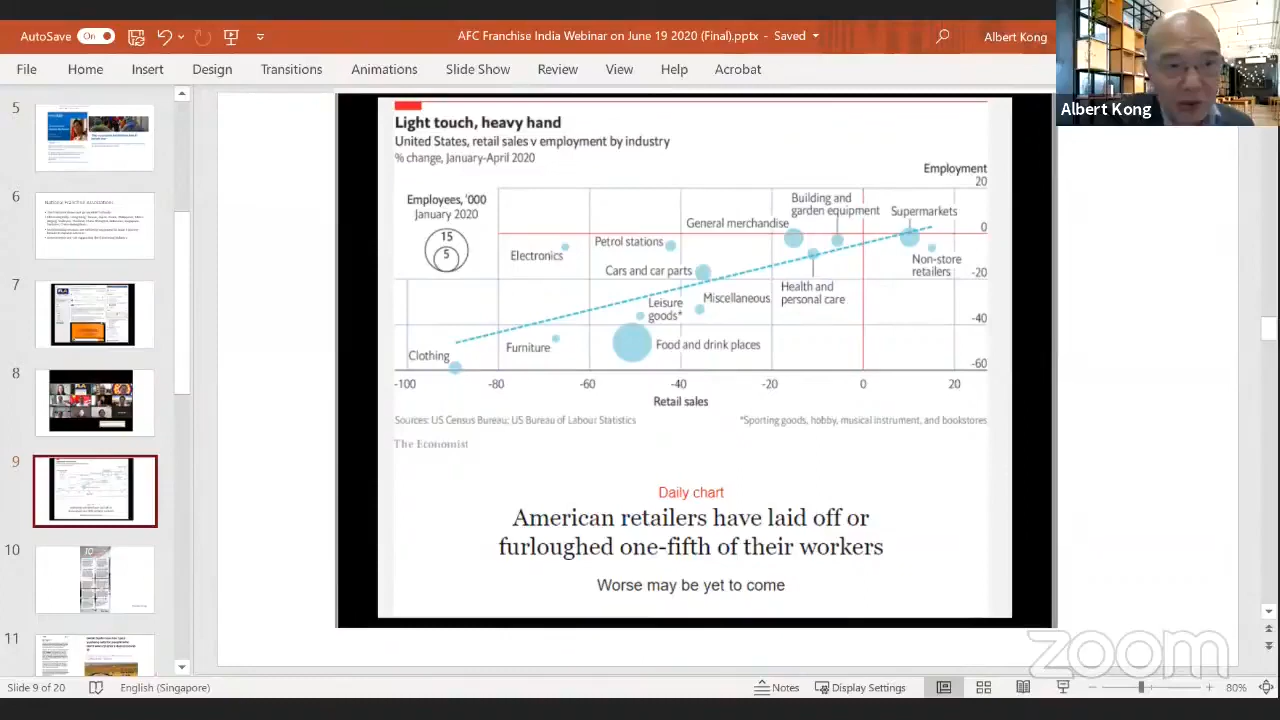 AutoSave On
AFC Franchise India Webinar on June 19 2020 (Final).pptx - Saved
Albert Kong
File Home Insert Design Transitions Animations Slide Show Review View Help Acrobat
Albert Kong
5
6
National Franchise Associations
7
8
9
10
11
Light touch, heavy hand
United States, retail sales v employment by industry
% change, January-April 2020
Employment
20
0
-20
-40
-60
Employees, '000
January 2020
15
5
Building and
garden equipment
Supermarkets
General merchandise
Petrol stations
Electronics
Cars and car parts
Non-store
retailers
Health and
personal care
Leisure
goods*
Miscellaneous
Furniture
Food and drink places
Clothing
-100 -80 -60 -40 -20 0 20
Retail sales
Sources: US Census Bureau; US Bureau of Labour Statistics
*Sporting goods, hobby, musical instrument, and bookstores
The Economist
Daily chart
American retailers have laid off or
furloughed one-fifth of their workers
Worse may be yet to come
zoom
Slide 9 of 20 English (Singapore) Notes Display Settings 80%